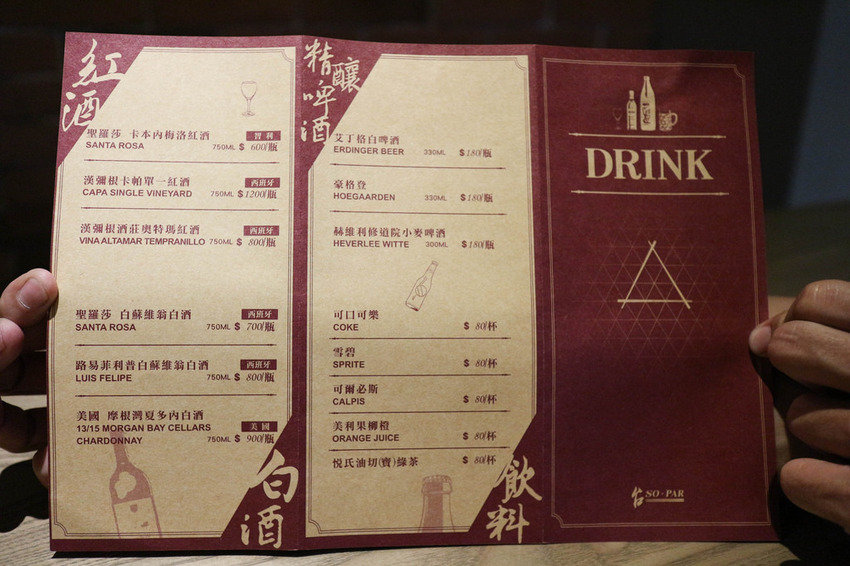 紅酒
聖羅莎 卡本內梅洛紅酒 智利
SANTA ROSA 750ML $ 600/瓶
漢彌根卡帕單一紅酒 西班牙
CAPA SINGLE VINEYARD 750ML $1200/瓶
漢彌根酒莊奧特瑪紅酒 西班牙
VINA ALTAMAR TEMPRANILLO 750ML $ 800/瓶
聖羅莎 白蘇維翁白酒 西班牙
SANTA ROSA 750ML $ 700/瓶
路易菲利普白蘇維翁白酒 西班牙
LUIS FELIPE 750ML $ 800/瓶
美國 摩根灣夏多內白酒 美國
13/15 MORGAN BAY CELLARS
CHARDONNAY 750ML $ 900/瓶
白酒
精釀啤酒
艾丁格白啤酒
ERDINGER BEER 330ML $180/瓶
豪格登
HOEGAARDEN 330ML $180/瓶
赫維利修道院小麥啤酒
HEVERLEE WITTE 300ML $180/瓶
可口可樂
COKE $ 80/杯
雪碧
SPRITE $ 80/杯
可爾必斯
CALPIS $ 80/杯
美利果柳橙
ORANGE JUICE $ 80/杯
悅氏油切(賣)綠茶 $ 80/杯
飲料
DRINK
台 SO-PAR